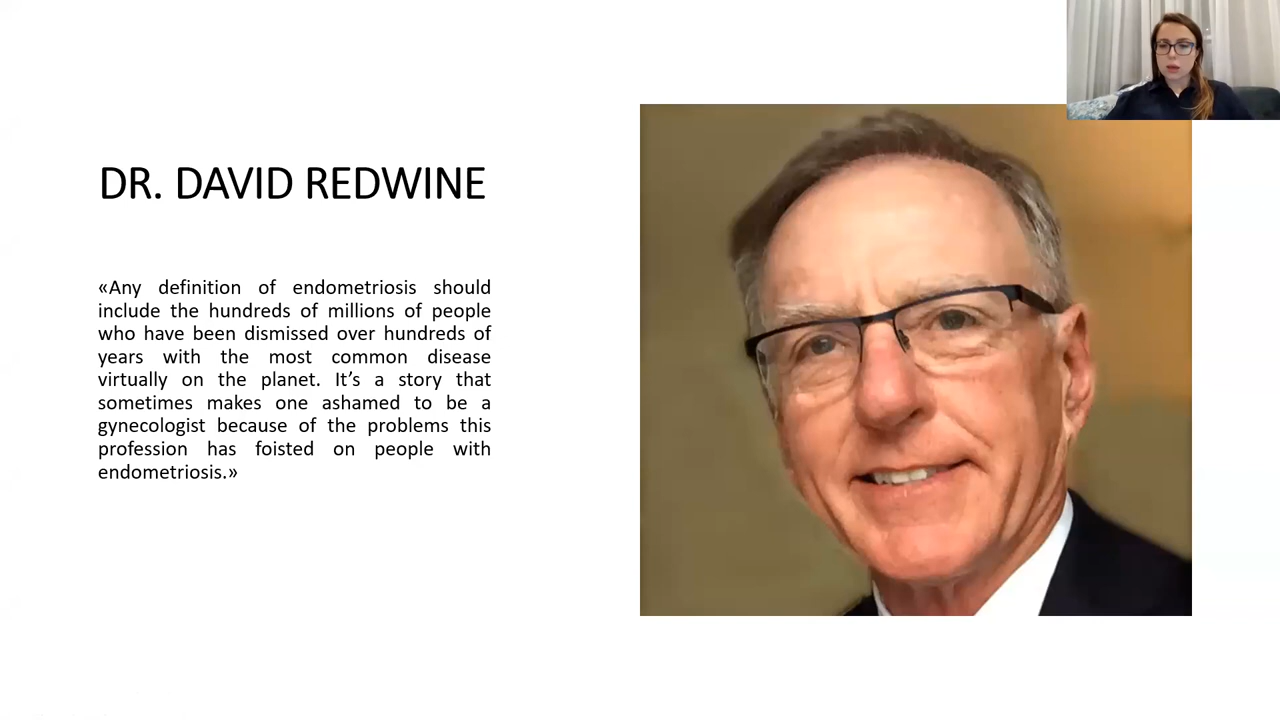 DR. DAVID REDWINE
«Any definition of endometriosis should
include the hundreds of millions of people
who have been dismissed over hundreds of
years with the most common disease
virtually on the planet. It’s a story that
sometimes makes one ashamed to be a
gynecologist because of the problems this
profession has foisted on people with
endometriosis.»